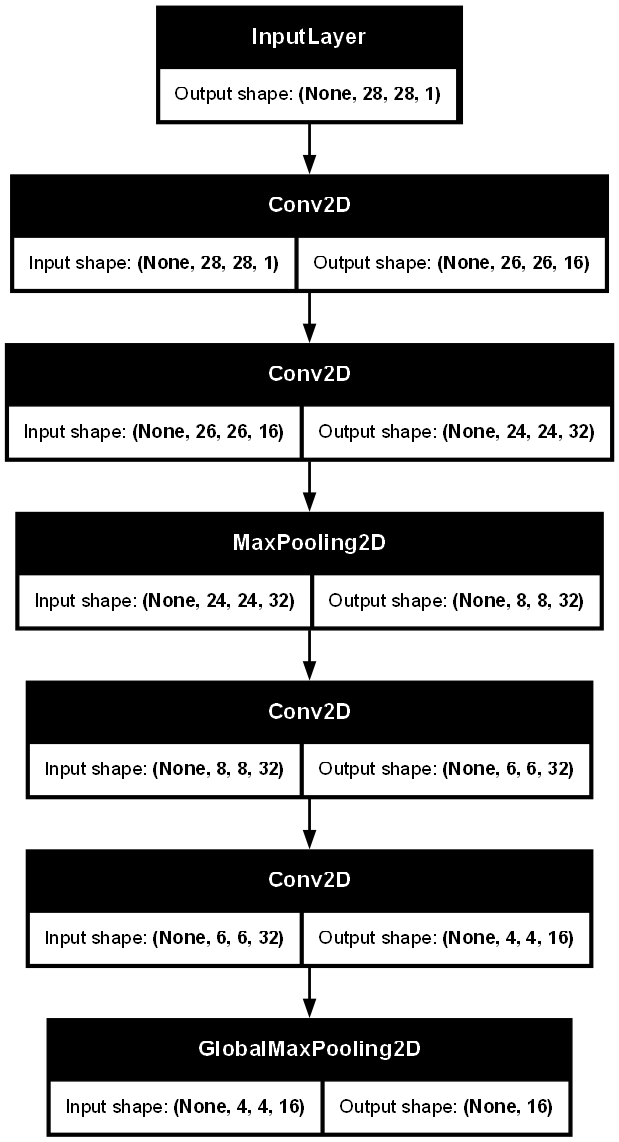 InputLayer
Output shape: (None, 28, 28, 1)
Conv2D
Input shape: (None, 28, 28, 1) Output shape: (None, 26, 26, 16)
Conv2D
Input shape: (None, 26, 26, 16) Output shape: (None, 24, 24, 32)
MaxPooling2D
Input shape: (None, 24, 24, 32) Output shape: (None, 8, 8, 32)
Conv2D
Input shape: (None, 8, 8, 32) Output shape: (None, 6, 6, 32)
Conv2D
Input shape: (None, 6, 6, 32) Output shape: (None, 4, 4, 16)
GlobalMaxPooling2D
Input shape: (None, 4, 4, 16) Output shape: (None, 16)